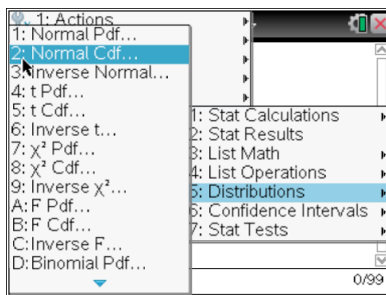 1: Actions
1: Normal Pdf...
2: Normal Cdf...
3: Inverse Normal...
4: t Pdf...
5: t Cdf...
6: Inverse t...
7: χ² Pdf...
8: χ² Cdf...
9: Inverse χ²...
A: F Pdf...
B: F Cdf...
C: Inverse F...
D: Binomial Pdf...
1: Stat Calculations
2: Stat Results
3: List Math
4: List Operations
5: Distributions
6: Confidence Intervals
7: Stat Tests
0/99